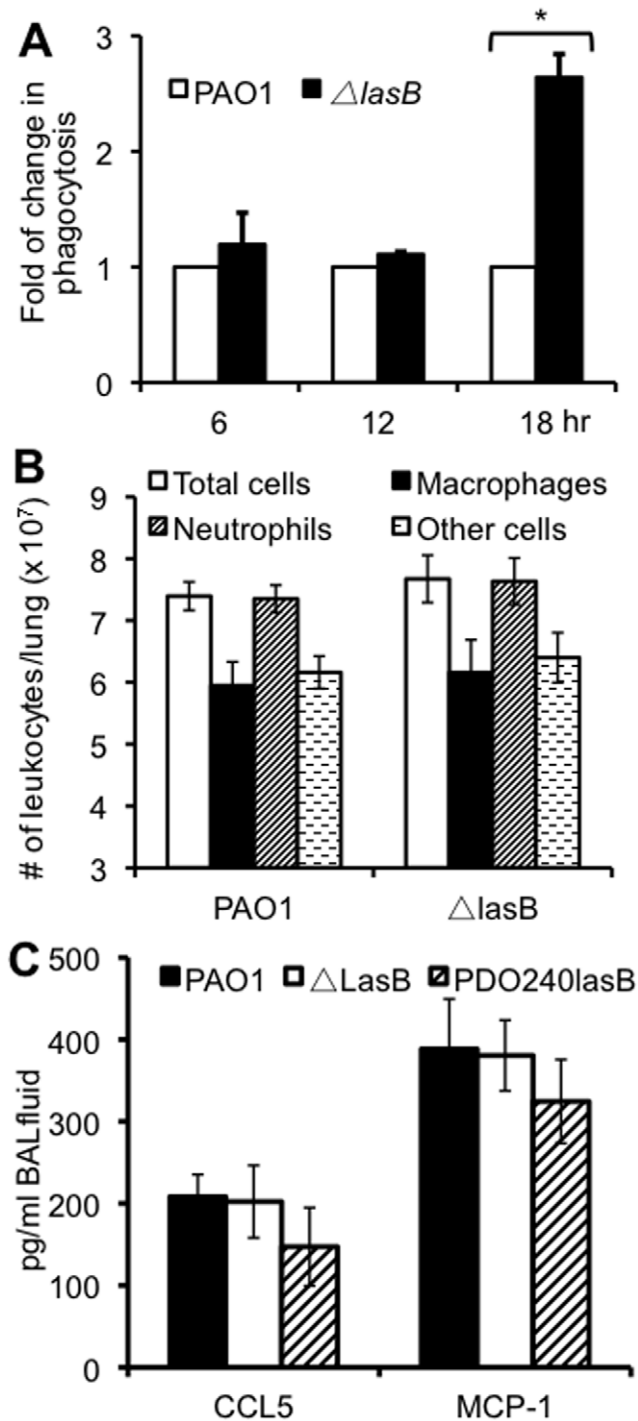 A
3
*
PAO1 △lasB
2
1
0
Fold of change in
phagocytosis
6 12 18 hr
B
Total cells Macrophages
Neutrophils Other cells
9
8
7
6
5
4
3
# of leukocytes/lung (x 10⁷)
PAO1 △lasB
C
500
PAO1 △LasB PDO240lasB
400
300
200
100
0
pg/ml BALfluid
CCL5 MCP-1